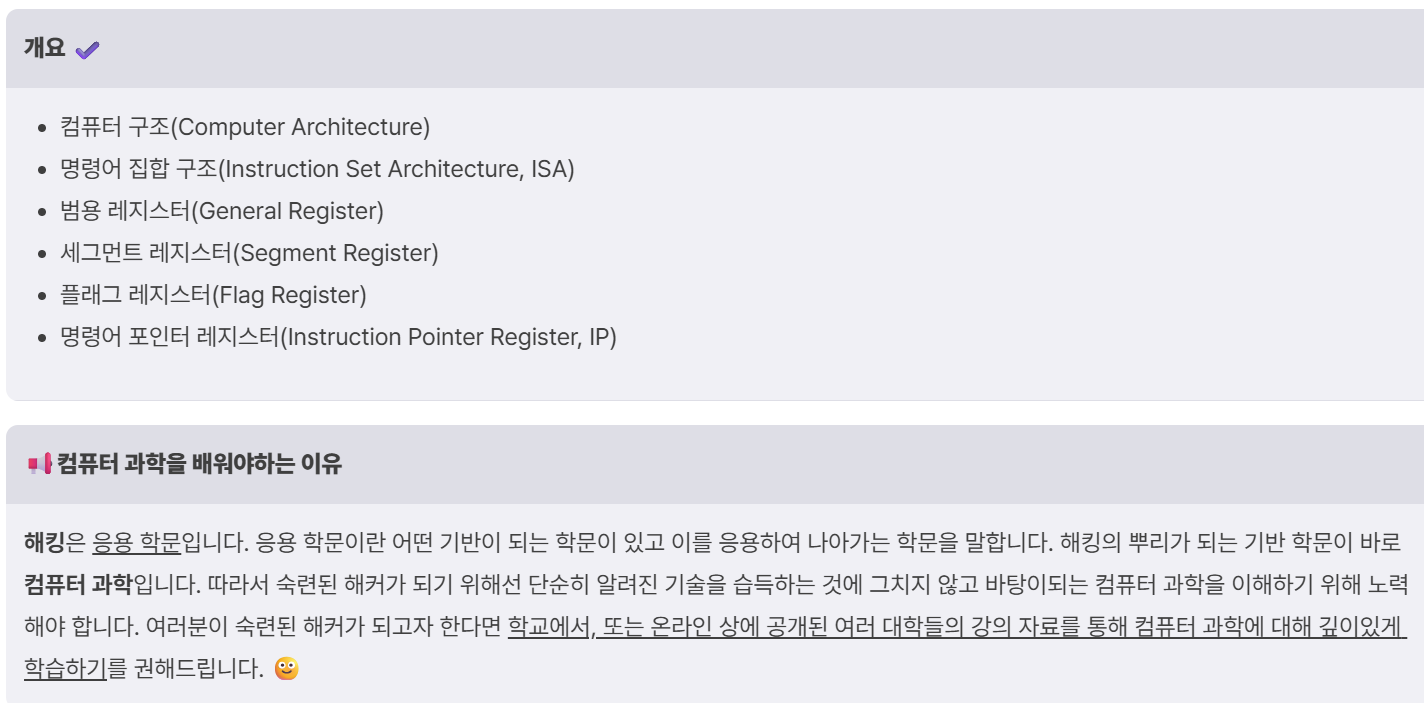 개요
컴퓨터 구조(Computer Architecture)
명령어 집합 구조(Instruction Set Architecture, ISA)
범용 레지스터(General Register)
세그먼트 레지스터(Segment Register)
플래그 레지스터(Flag Register)
명령어 포인터 레지스터(Instruction Pointer Register, IP)
컴퓨터 과학을 배워야하는 이유
해킹은 응용 학문입니다. 응용 학문이란 어떤 기반이 되는 학문이 있고 이를 응용하여 나아가는 학문을 말합니다. 해킹의 뿌리가 되는 기반 학문이 바로
컴퓨터 과학입니다. 따라서 숙련된 해커가 되기 위해선 단순히 알려진 기술을 습득하는 것에 그치지 않고 바탕이되는 컴퓨터 과학을 이해하기 위해 노력
해야 합니다. 여러분이 숙련된 해커가 되고자 한다면 학교에서, 또는 온라인 상에 공개된 여러 대학들의 강의 자료를 통해 컴퓨터 과학에 대해 깊이있게
학습하기를 권해드립니다.